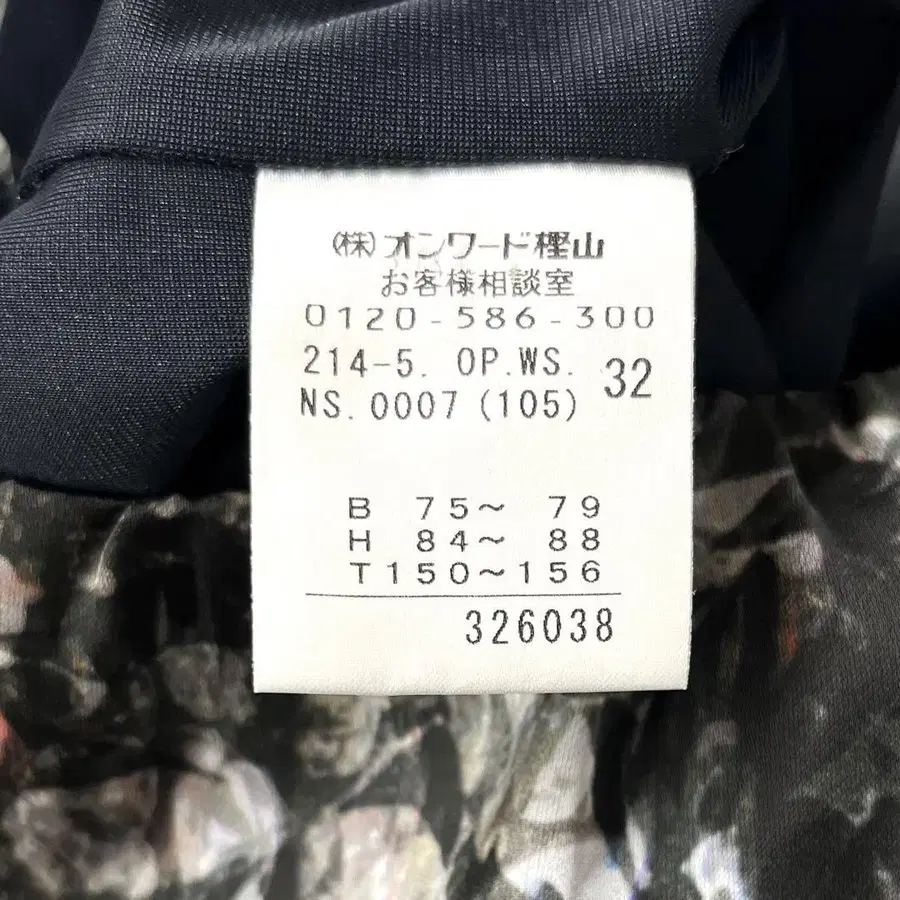 (株)オンワード樫山
お客様相談室
0120-586-300
214-5. OP.WS. 32
NS.0007(105)
B 75~ 79
H 84~ 88
T150~156
326038